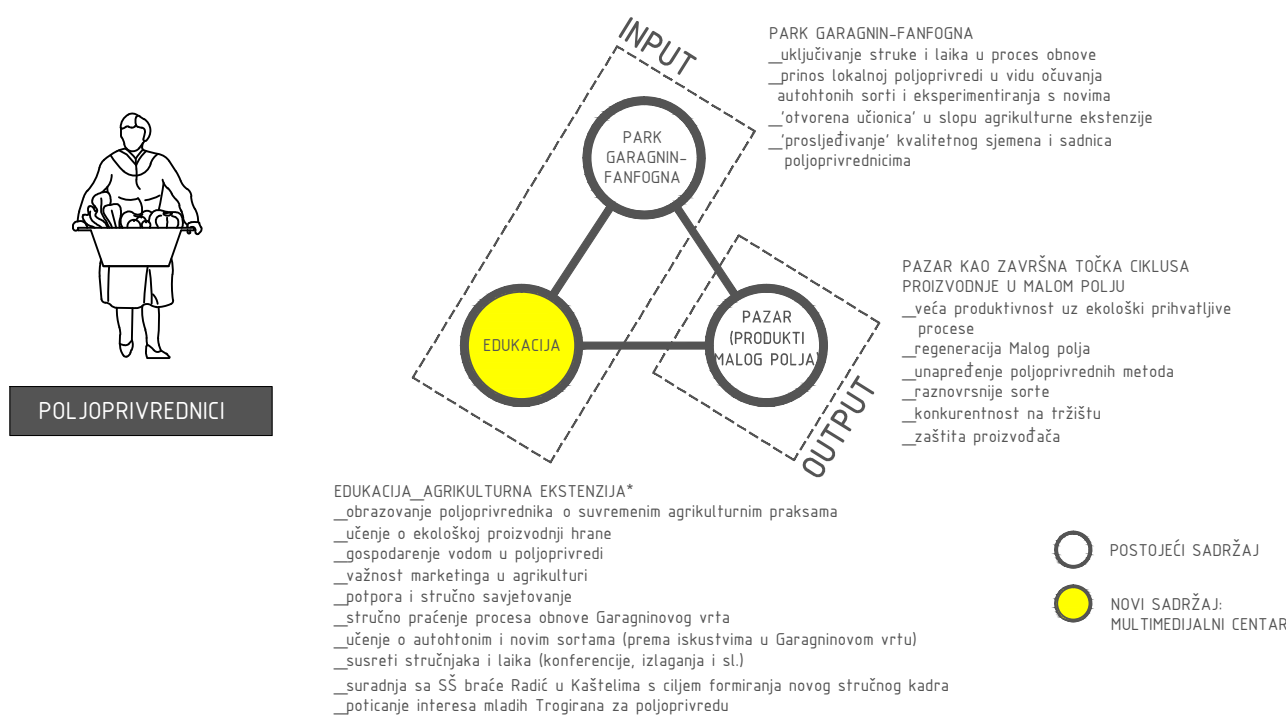 INPUT
PARK
GARAGNIN-
FANFOGNA
EDUKACIJA
PAZAR
(PRODUKTI
MALOG POLJA)
OUTPUT
POLJOPRIVREDNICI
PARK GARAGNIN-FANFOGNA
__uključivanje struke i laika u proces obnove
__prinos lokalnoj poljoprivredi u vidu očuvanja
autohtonih sorti i eksperimentiranja s novima
__'otvorena učionica' u slopu agrikulturne ekstenzije
__'prosljeđivanje' kvalitetnog sjemena i sadnica
poljoprivrednicima
PAZAR KAO ZAVRŠNA TOČKA CIKLUSA
PROIZVODNJE U MALOM POLJU
__veća produktivnost uz ekološki prihvatljive
procese
__regeneracija Malog polja
__unapređenje poljoprivrednih metoda
__raznovrsnije sorte
__konkurentnost na tržištu
__zaštita proizvođača
EDUKACIJA__AGRIKULTURNA EKSTENZIJA*
__obrazovanje poljoprivrednika o suvremenim agrikulturnim praksama
__učenje o ekološkoj proizvodnji hrane
__gospodarenje vodom u poljoprivredi
__važnost marketinga u agrikulturi
__potpora i stručno savjetovanje
__stručno praćenje procesa obnove Garagninovog vrta
__učenje o autohtonim i novim sortama (prema iskustvima u Garagninovom vrtu)
__susreti stručnjaka i laika (konferencije, izlaganja i sl.)
__suradnja sa SŠ braće Radić u Kaštelima s ciljem formiranja novog stručnog kadra
__poticanje interesa mladih Trogirana za poljoprivredu
POSTOJEĆI SADRŽAJ
NOVI SADRŽAJ:
MULTIMEDIJALNI CENTAR